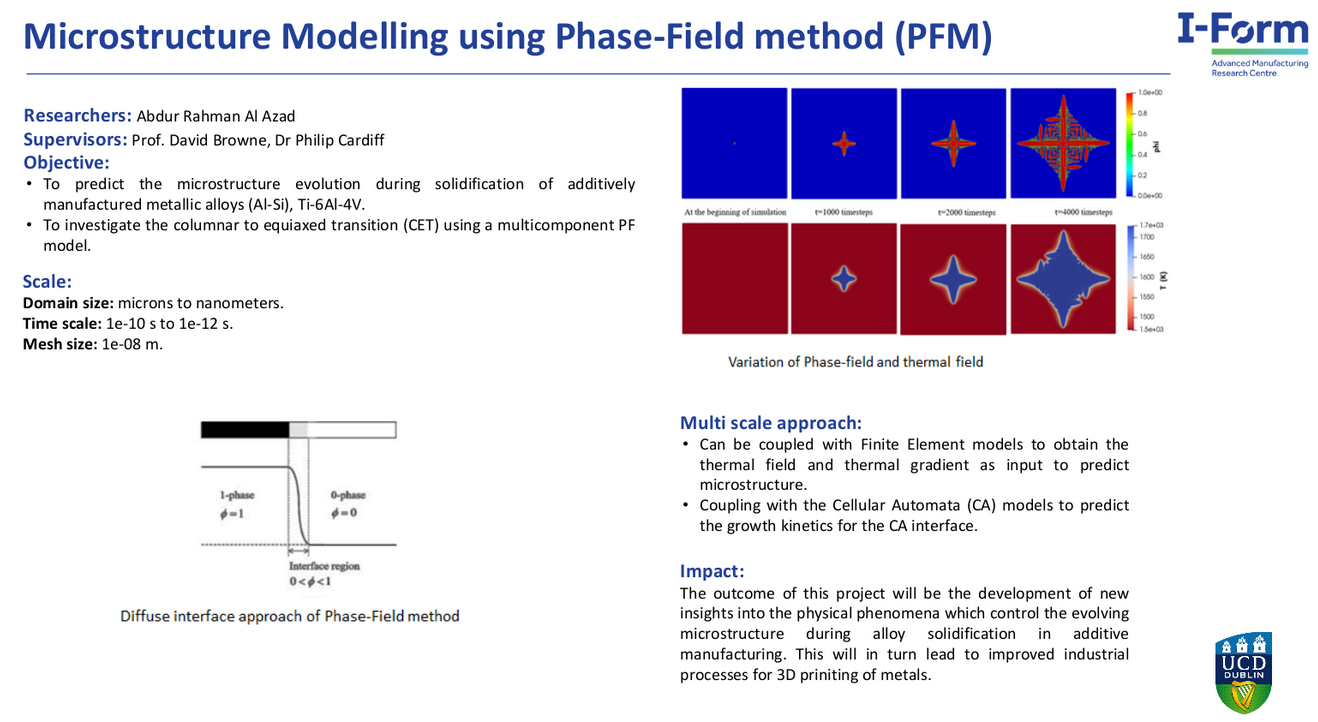 Microstructure Modelling using Phase-Field method (PFM)
I-Form
Advanced Manufacturing
Research Centre
Researchers: Abdur Rahman Al Azad
Supervisors: Prof. David Browne, Dr Philip Cardiff
Objective:
• To predict the microstructure evolution during solidification of additively
manufactured metallic alloys (Al-Si), Ti-6Al-4V.
• To investigate the columnar to equiaxed transition (CET) using a multicomponent PF
model.
Scale:
Domain size: microns to nanometers.
Time scale: 1e-10 s to 1e-12 s.
Mesh size: 1e-08 m.
1-phase
ϕ=1
0-phase
ϕ=0
Interface region
0<ϕ<1
Diffuse interface approach of Phase-Field method
1.0e+00
0.8
0.6
0.4
0.2
0.0e+00
phi
At the beginning of simulation
t=1000 timesteps
t=2000 timesteps
t=4000 timesteps
1.7e+03
1700
1650
1600
1550
1500
1.5e+03
T (K)
Variation of Phase-field and thermal field
Multi scale approach:
• Can be coupled with Finite Element models to obtain the
thermal field and thermal gradient as input to predict
microstructure.
• Coupling with the Cellular Automata (CA) models to predict
the growth kinetics for the CA interface.
Impact:
The outcome of this project will be the development of new
insights into the physical phenomena which control the evolving
microstructure during alloy solidification in additive
manufacturing. This will in turn lead to improved industrial
processes for 3D priniting of metals.
UCD
DUBLIN